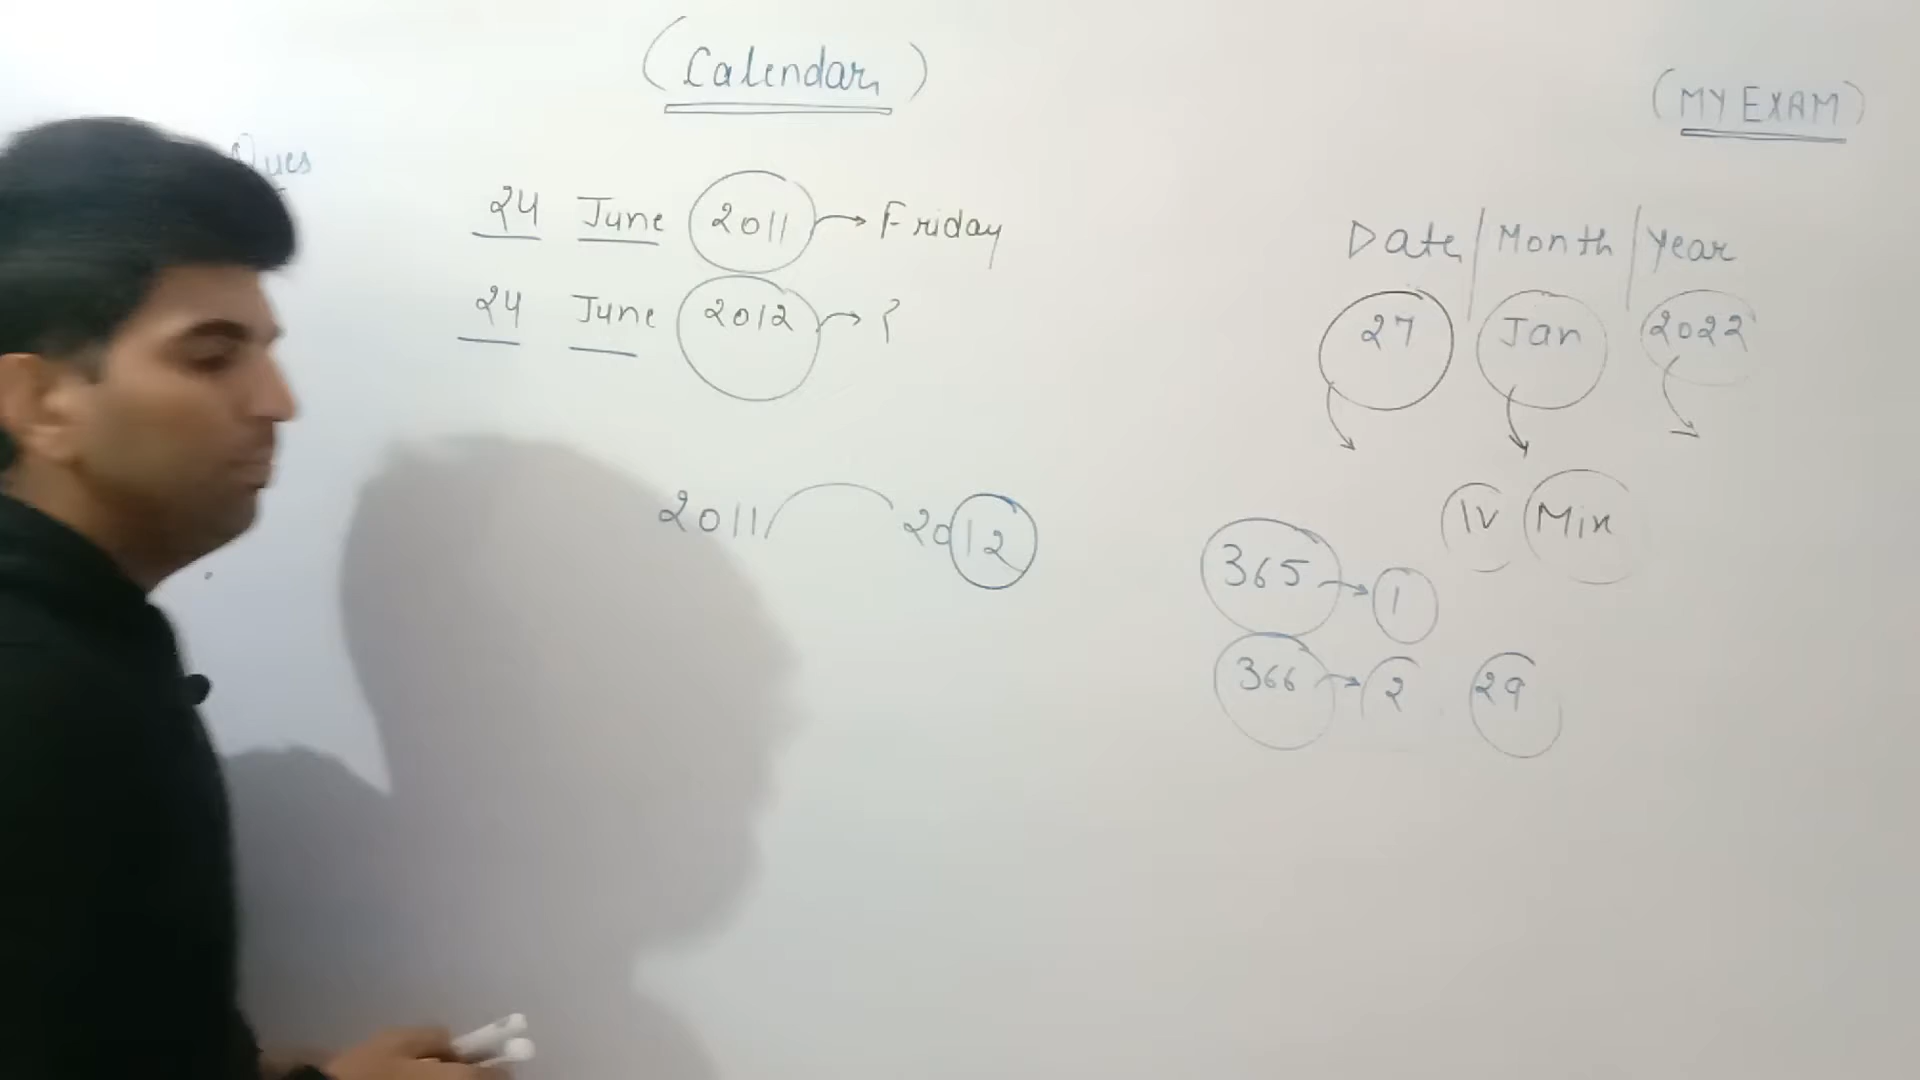 (Calendar)
(MY EXAM)
Ques
24 June 2011 → Friday
24 June 2012 → ?
Date/Month/Year
27 Jan 2022
2011 2012
IV Min
365 → 1
366 → 2 29